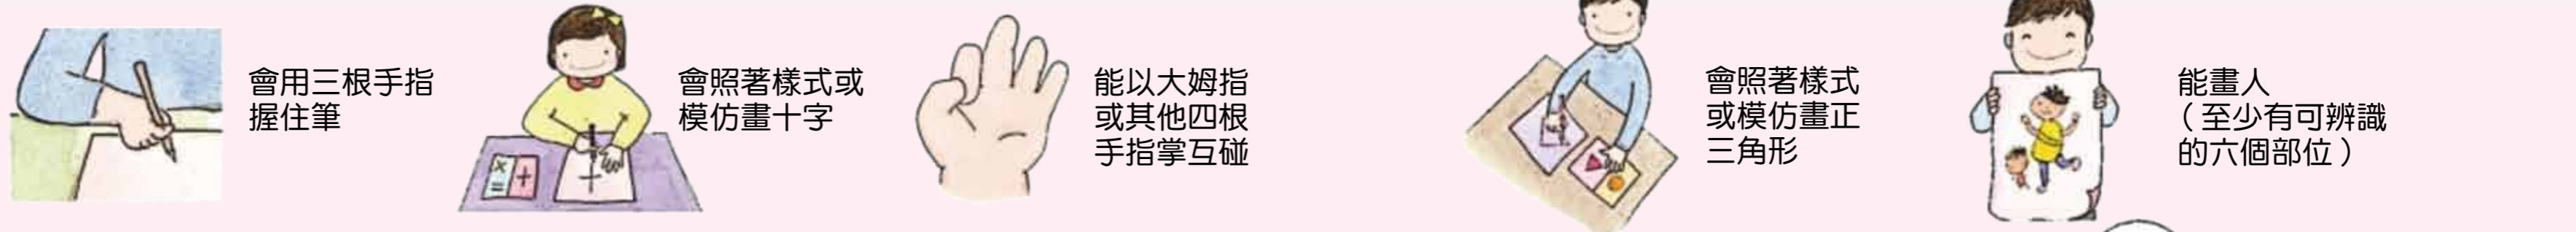 會用三根手指
握住筆
會照著樣式或
模仿畫十字
能以大姆指
或其他四根
手指掌互碰
會照著樣式
或模仿畫正
三角形
能畫人
（至少有可辨識
的六個部位）